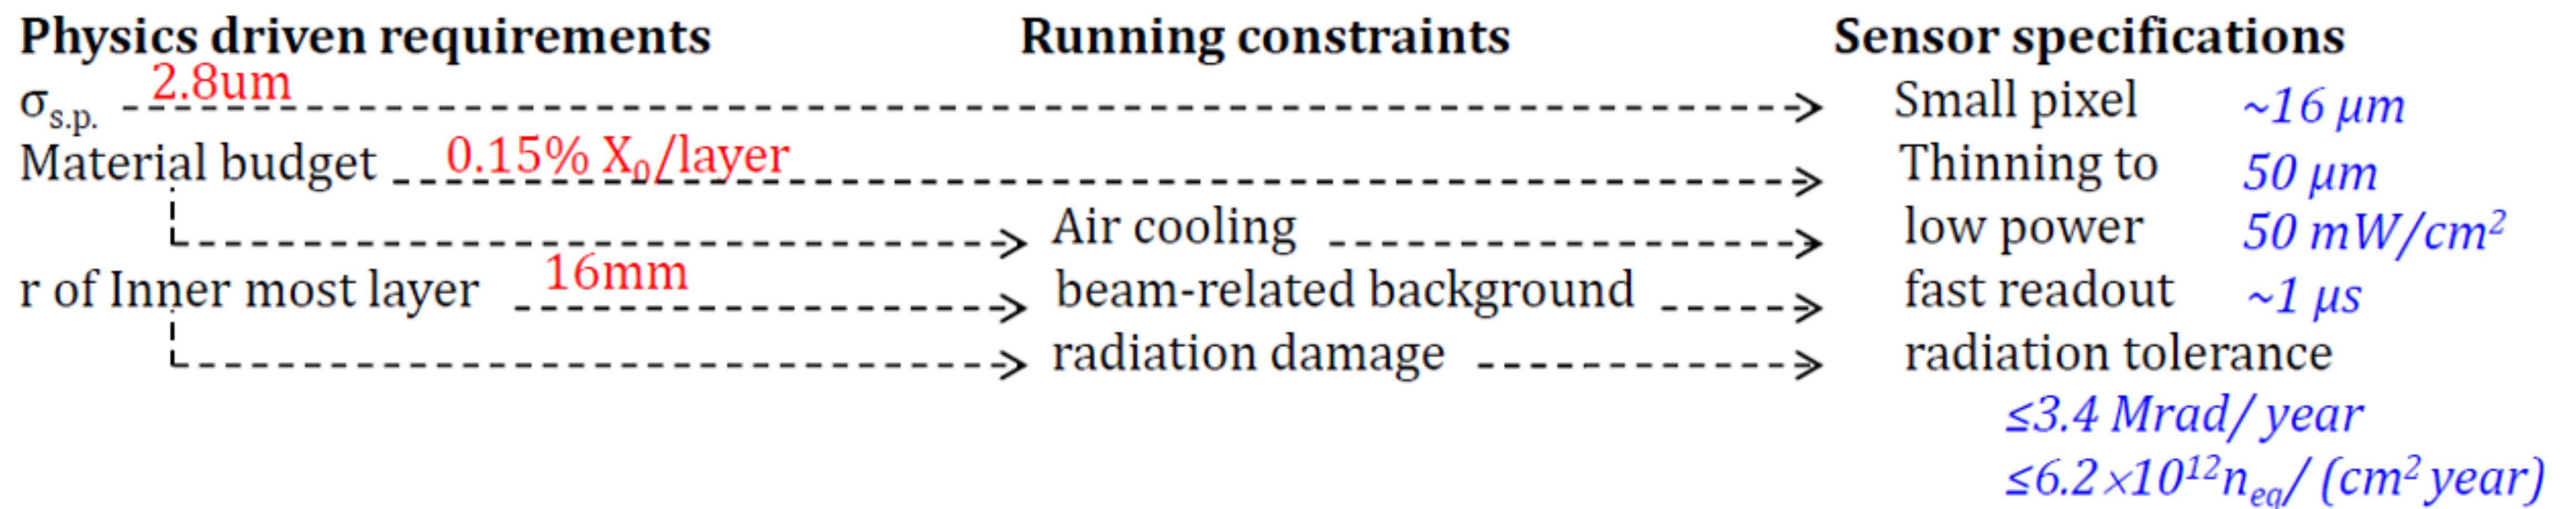 Physics driven requirements Running constraints Sensor specifications
σs.p. 2.8um Small pixel ~16 μm
Material budget 0.15% X₀/layer Thinning to 50 μm
Air cooling low power 50 mW/cm²
r of Inner most layer 16mm beam-related background fast readout ~1 μs
radiation damage radiation tolerance
≤3.4 Mrad/ year
≤6.2×10¹²neq/ (cm² year)